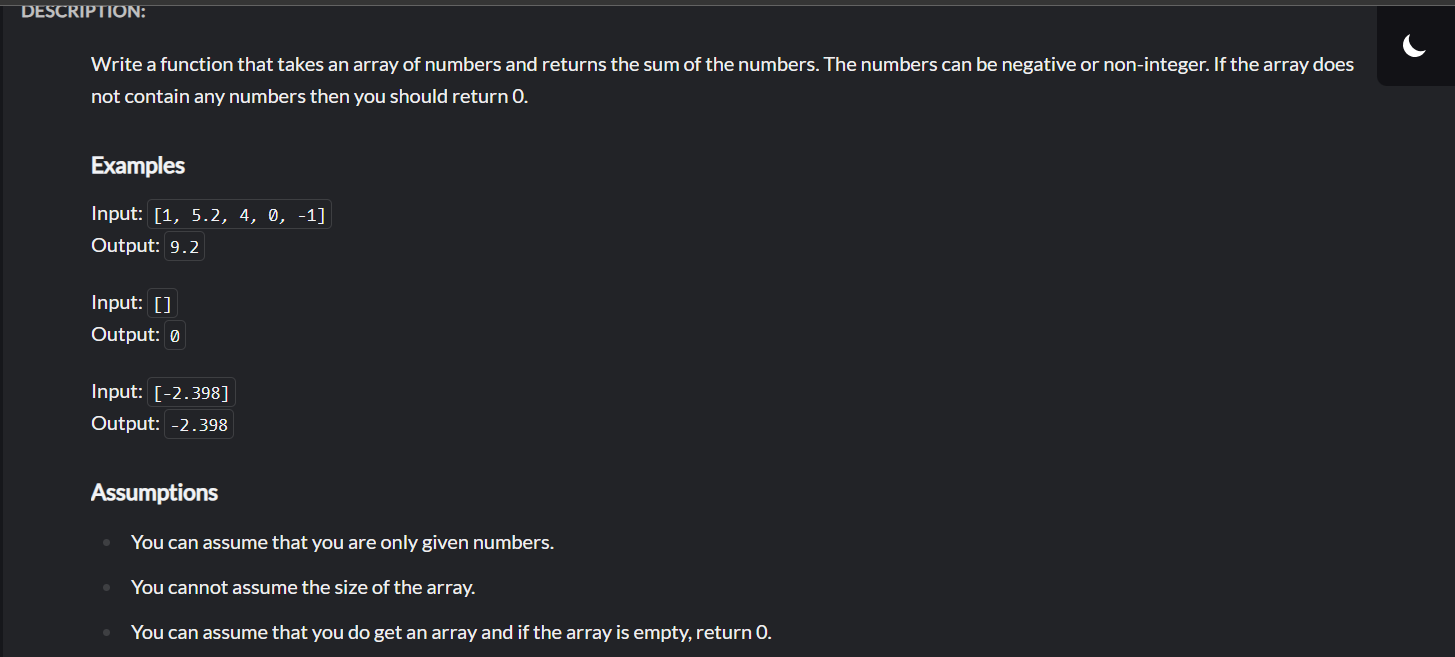 DESCRIPTION:
Write a function that takes an array of numbers and returns the sum of the numbers. The numbers can be negative or non-integer. If the array does
not contain any numbers then you should return 0.
Examples
Input: [1, 5.2, 4, 0, -1]
Output: 9.2
Input: []
Output: 0
Input: [-2.398]
Output: -2.398
Assumptions
You can assume that you are only given numbers.
You cannot assume the size of the array.
You can assume that you do get an array and if the array is empty, return 0.